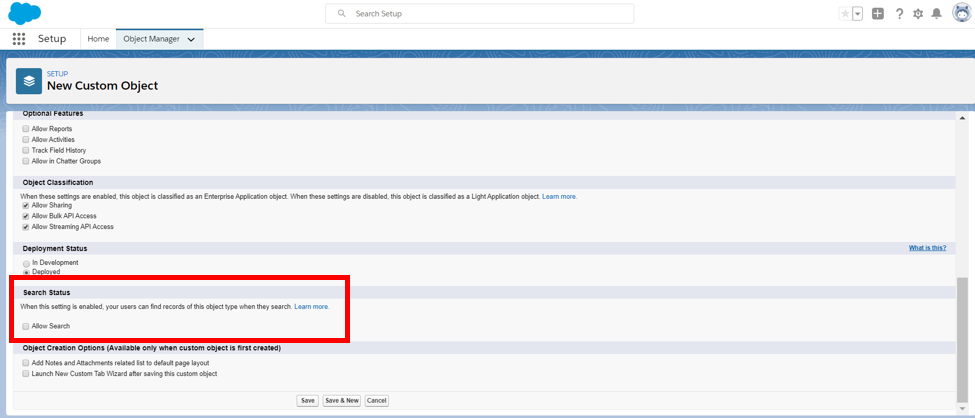 Search Setup
Setup
Home
Object Manager
SETUP
New Custom Object
Optional Features
Allow Reports
Allow Activities
Track Field History
Allow in Chatter Groups
Object Classification
When these settings are enabled, this object is classified as an Enterprise Application object. When these settings are disabled, this object is classified as a Light Application object. Learn more.
Allow Sharing
Allow Bulk API Access
Allow Streaming API Access
Deployment Status What is this?
In Development
Deployed
Search Status
When this setting is enabled, your users can find records of this object type when they search. Learn more.
Allow Search
Object Creation Options (Available only when custom object is first created)
Add Notes and Attachments related list to default page layout
Launch New Custom Tab Wizard after saving this custom object
Save Save & New Cancel